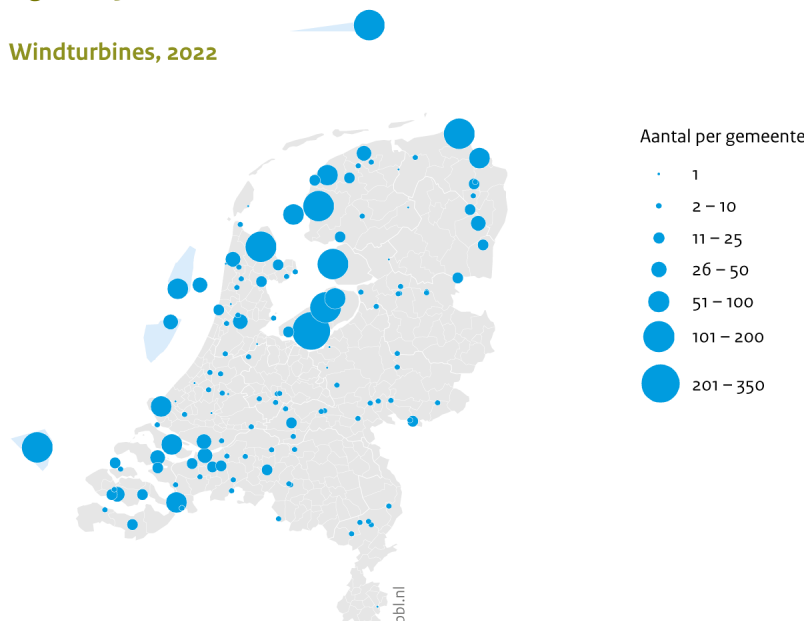 Windturbines, 2022
Aantal per gemeente
1
2 – 10
11 – 25
26 – 50
51 – 100
101 – 200
201 – 350
pbl.nl